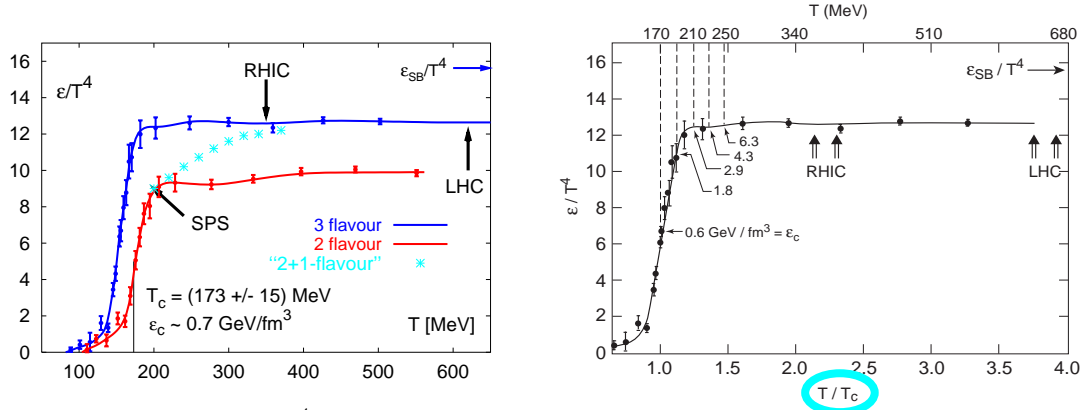 16
14
12
10
8
6
4
2
0
ε/T⁴
RHIC
ε_SB/T⁴
LHC
SPS
3 flavour
2 flavour
“2+1-flavour”
T_c = (173 +/- 15) MeV
ε_c ~ 0.7 GeV/fm³
T [MeV]
100 200 300 400 500 600
T (MeV)
170 210 250 340 510 680
16
14
12
10
8
6
4
2
0
ε / T⁴
ε_SB / T⁴
6.3
4.3
2.9
1.8
RHIC
LHC
0.6 GeV / fm³ = ε_c
1.0 1.5 2.0 2.5 3.0 3.5 4.0
T / T_c